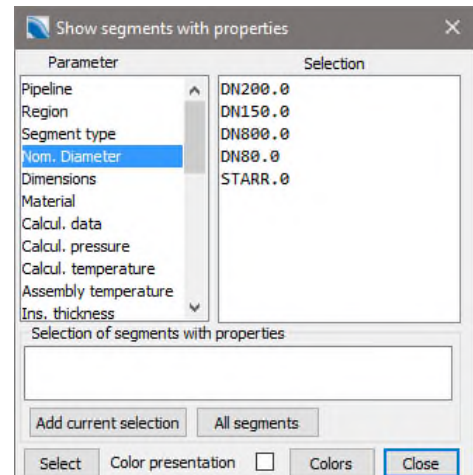 Show segments with properties
Parameter
Selection
Pipeline
Region
Segment type
Nom. Diameter
Dimensions
Material
Calcul. data
Calcul. pressure
Calcul. temperature
Assembly temperature
Ins. thickness
DN200.0
DN150.0
DN800.0
DN80.0
STARR.0
Selection of segments with properties
Add current selection
All segments
Select
Color presentation
Colors
Close